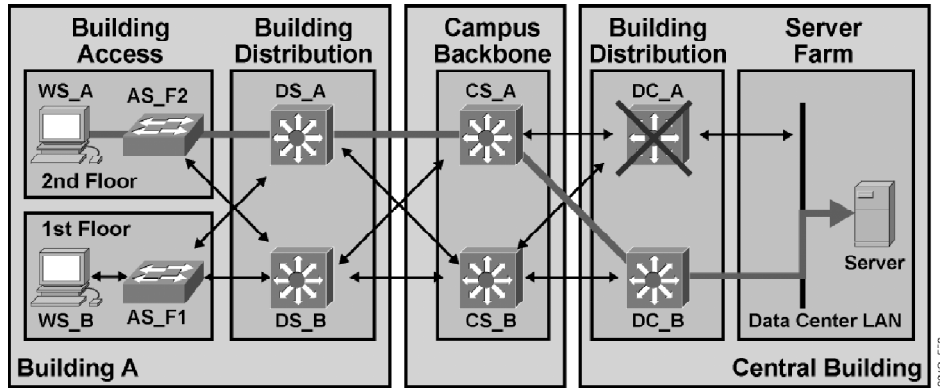 Building
Access
Building
Distribution
Campus
Backbone
Building
Distribution
Server
Farm
WS_A
AS_F2
DS_A
CS_A
DC_A
2nd Floor
1st Floor
Server
WS_B
AS_F1
DS_B
CS_B
DC_B
Data Center LAN
Building A
Central Building